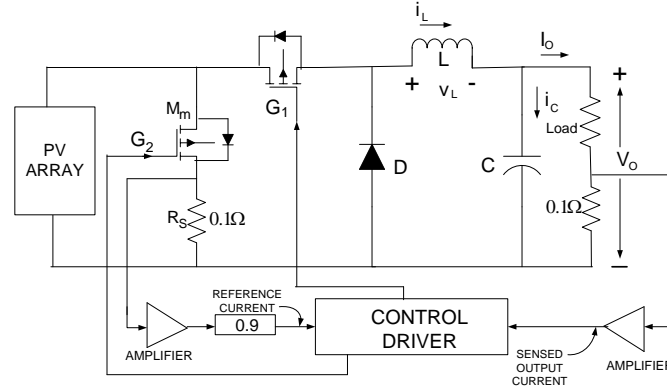 i_L
I_O
M_m
G_1
L
+ v_L -
i_C
Load
+
PV
ARRAY
G_2
D
C
V_O
R_S
0.1Ω
0.1Ω
–
REFERENCE
CURRENT
0.9
CONTROL
DRIVER
AMPLIFIER
SENSED
OUTPUT
CURRENT
AMPLIFIER